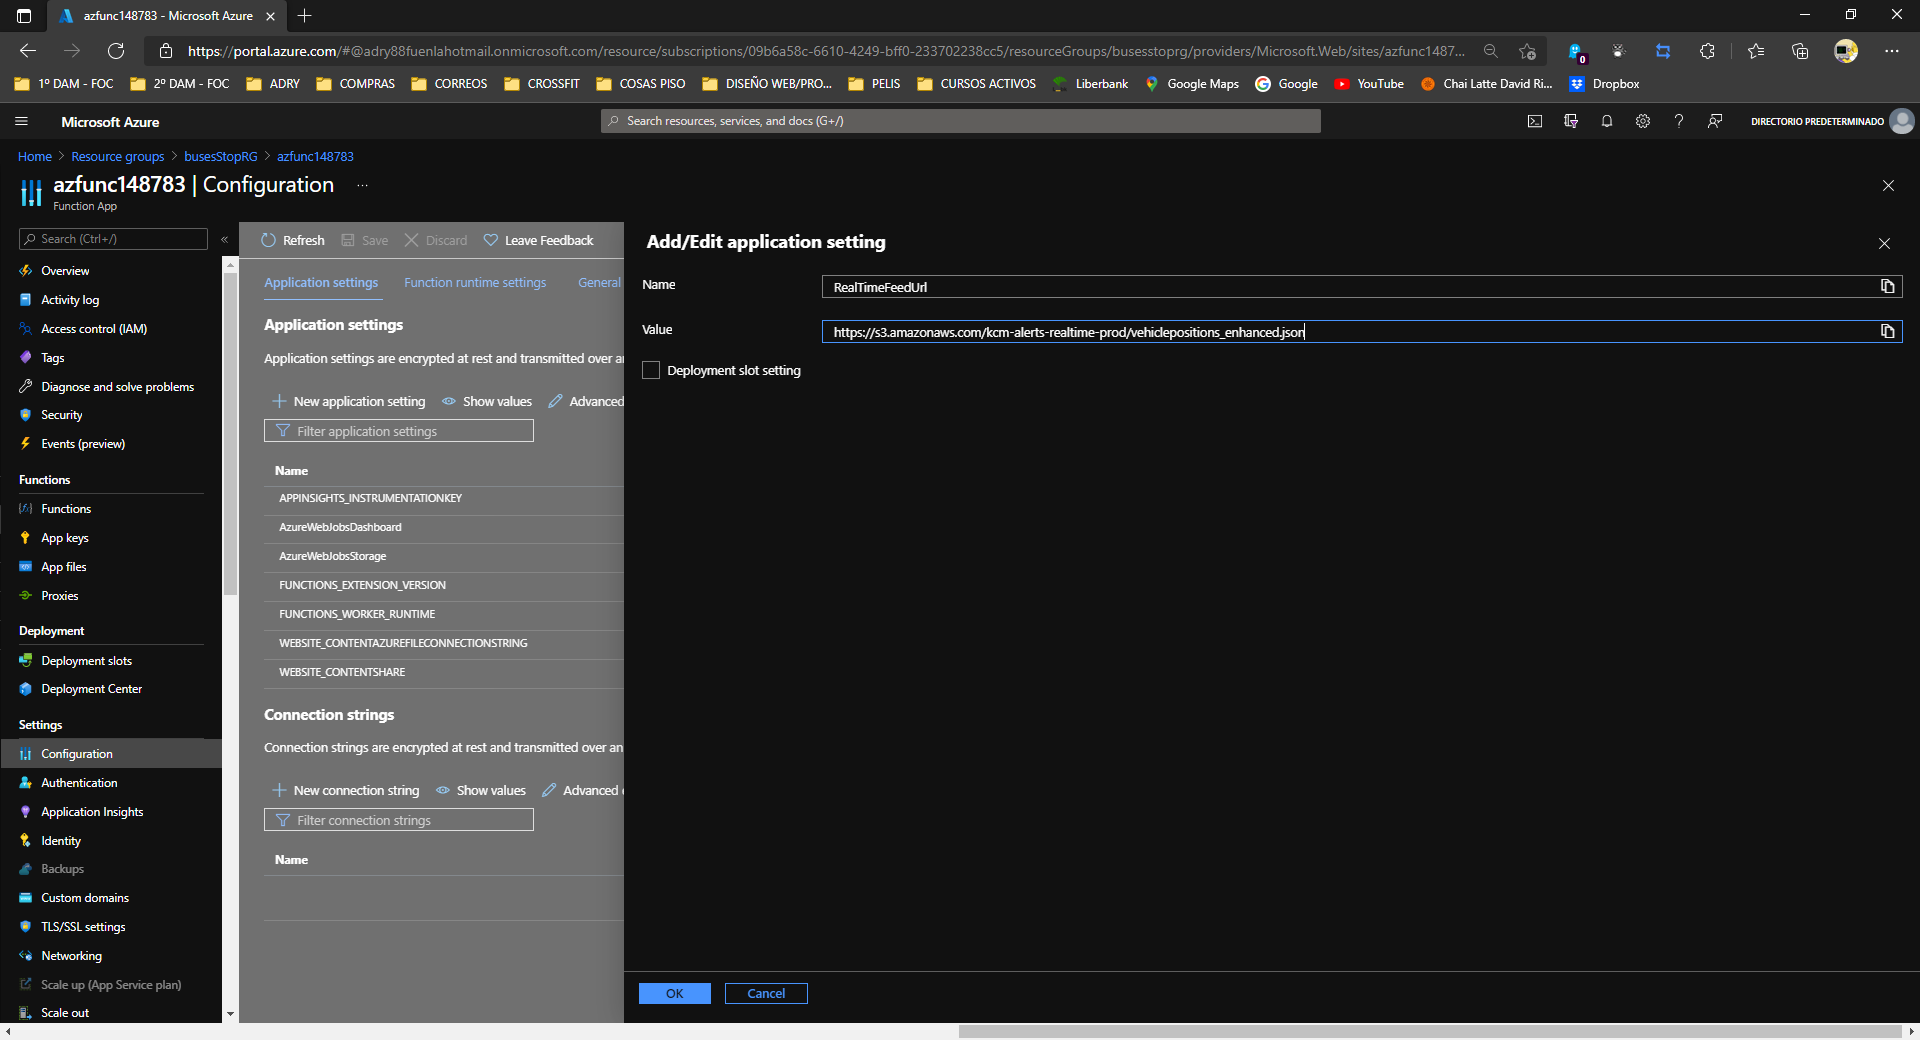 azfunc148783 - Microsoft Azure
https://portal.azure.com/#@adry88fuenlahotmail.onmicrosoft.com/resource/subscriptions/09b6a58c-6610-4249-bff0-233702238cc5/resourceGroups/busesstoprg/providers/Microsoft.Web/sites/azfunc1487...
0
1º DAM - FOC
2º DAM - FOC
ADRY
COMPRAS
CORREOS
CROSSFIT
COSAS PISO
DISEÑO WEB/PRO...
PELIS
CURSOS ACTIVOS
Liberbank
Google Maps
Google
YouTube
Chai Latte David Ri...
Dropbox
Microsoft Azure
Search resources, services, and docs (G+/)
DIRECTORIO PREDETERMINADO
Home > Resource groups > busesStopRG > azfunc148783
azfunc148783 | Configuration ...
Function App
Search (Ctrl+/)
«
Overview
Activity log
Access control (IAM)
Tags
Diagnose and solve problems
Security
Events (preview)
Functions
Functions
App keys
App files
Proxies
Deployment
Deployment slots
Deployment Center
Settings
Configuration
Authentication
Application Insights
Identity
Backups
Custom domains
TLS/SSL settings
Networking
Scale up (App Service plan)
Scale out
Refresh
Save
Discard
Leave Feedback
Application settings
Function runtime settings
General
Application settings
Application settings are encrypted at rest and transmitted over an
New application setting
Show values
Advanced
Filter application settings
Name
APPINSIGHTS_INSTRUMENTATIONKEY
AzureWebJobsDashboard
AzureWebJobsStorage
FUNCTIONS_EXTENSION_VERSION
FUNCTIONS_WORKER_RUNTIME
WEBSITE_CONTENTAZUREFILECONNECTIONSTRING
WEBSITE_CONTENTSHARE
Connection strings
Connection strings are encrypted at rest and transmitted over an
New connection string
Show values
Advanced e
Filter connection strings
Name
Add/Edit application setting
Name
RealTimeFeedUrl
Value
https://s3.amazonaws.com/kcm-alerts-realtime-prod/vehiclepositions_enhanced.json
Deployment slot setting
OK
Cancel